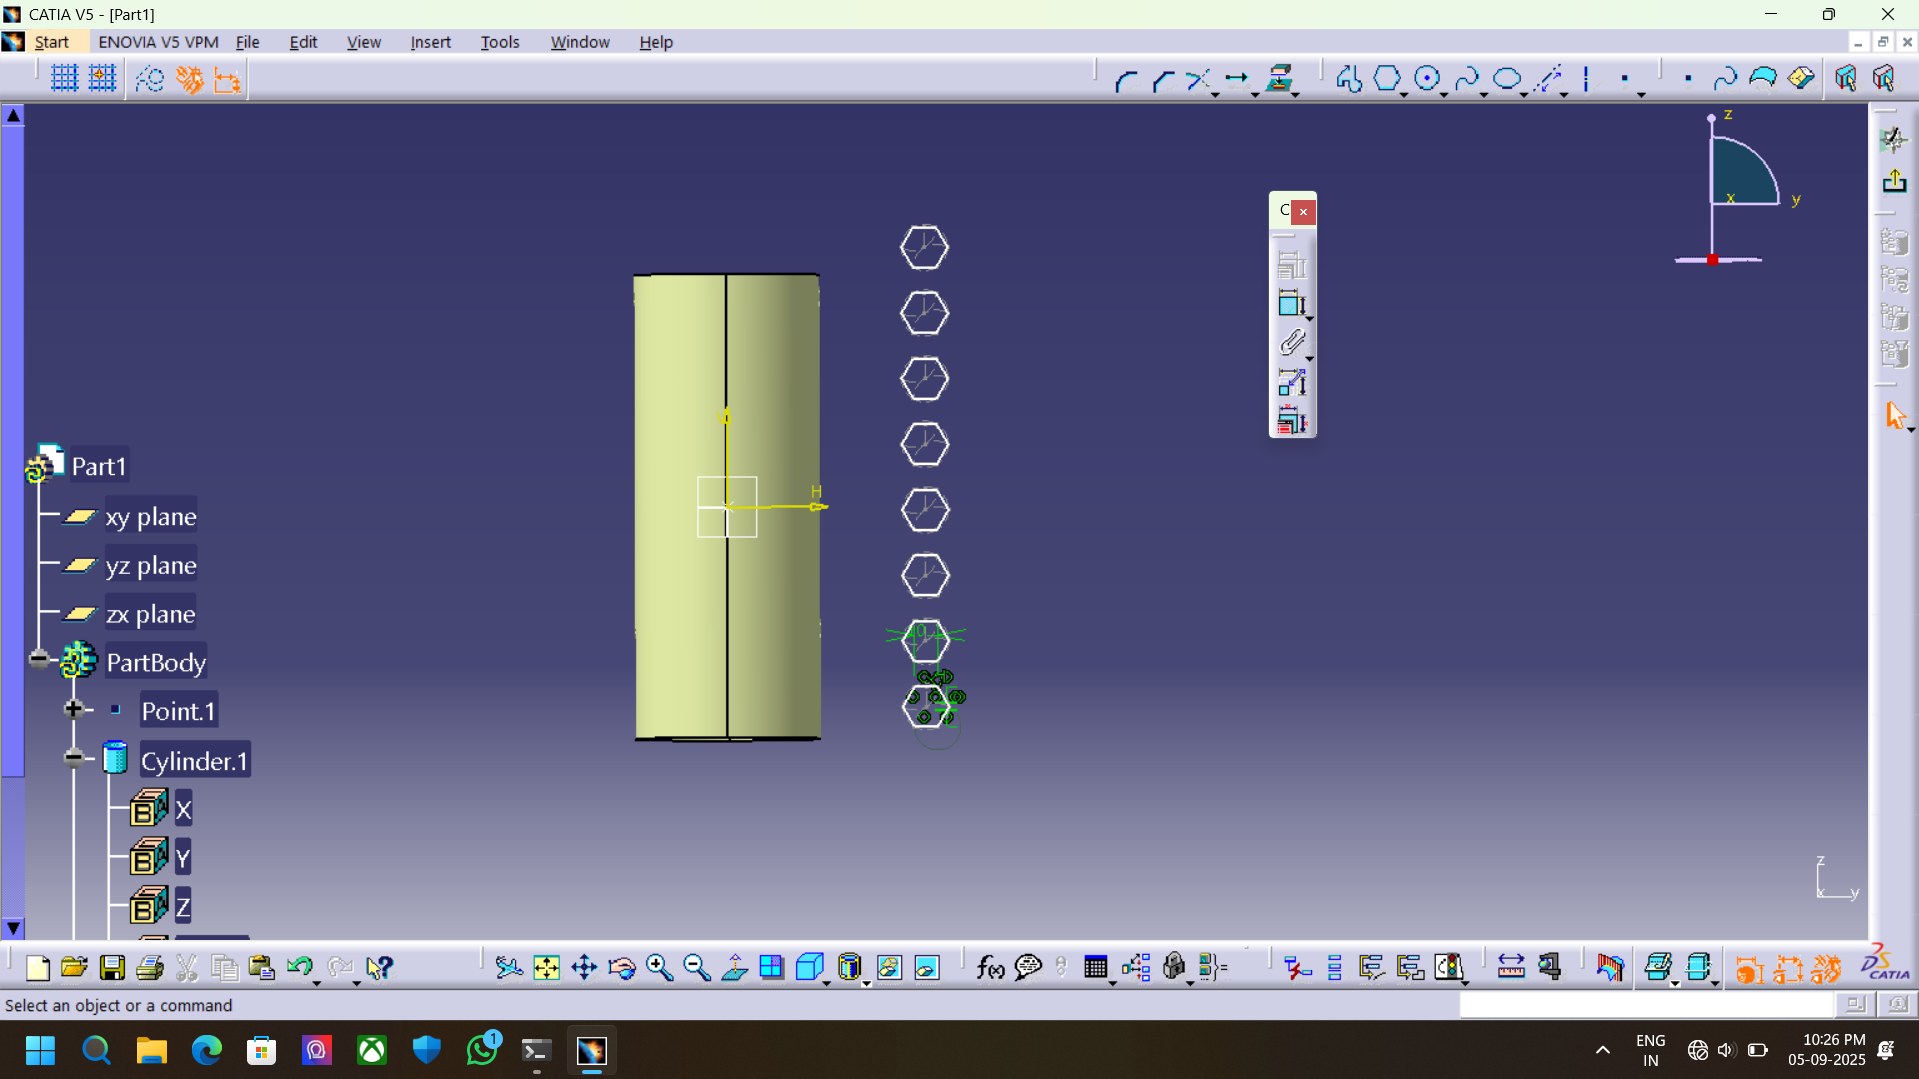 CATIA V5 - [Part1]
Start ENOVIA V5 VPM File Edit View Insert Tools Window Help
z
x
y
C
H
Part1
xy plane
yz plane
zx plane
PartBody
Point.1
Cylinder.1
X
Y
Z
z
x y
f(x)
CATIA
Select an object or a command
1
ENG
IN
10:26 PM
05-09-2025